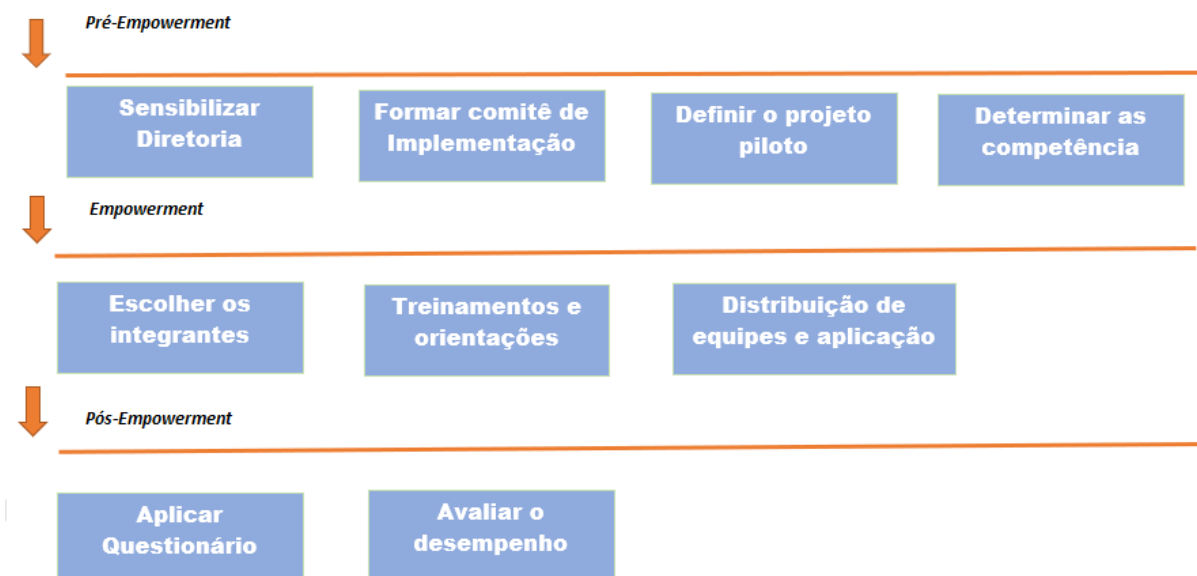 Pré-Empowerment
Sensibilizar
Diretoria
Formar comitê de
Implementação
Definir o projeto
piloto
Determinar as
competência
Empowerment
Escolher os
integrantes
Treinamentos e
orientações
Distribuição de
equipes e aplicação
Pós-Empowerment
Aplicar
Questionário
Avaliar o
desempenho